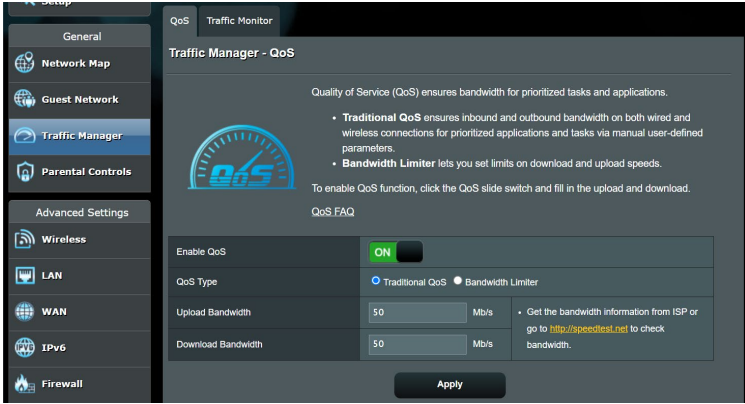 Setup
General
Network Map
Guest Network
Traffic Manager
Parental Controls
Advanced Settings
Wireless
LAN
WAN
IPv6
Firewall
QoS
Traffic Monitor
Traffic Manager - QoS
QoS
Quality of Service (QoS) ensures bandwidth for prioritized tasks and applications.
• Traditional QoS ensures inbound and outbound bandwidth on both wired and
wireless connections for prioritized applications and tasks via manual user-defined
parameters.
• Bandwidth Limiter lets you set limits on download and upload speeds.
To enable QoS function, click the QoS slide switch and fill in the upload and download.
QoS FAQ
Enable QoS
ON
QoS Type
Traditional QoS
Bandwidth Limiter
Upload Bandwidth
50
Mb/s
Download Bandwidth
50
Mb/s
• Get the bandwidth information from ISP or
go to http://speedtest.net to check
bandwidth.
Apply